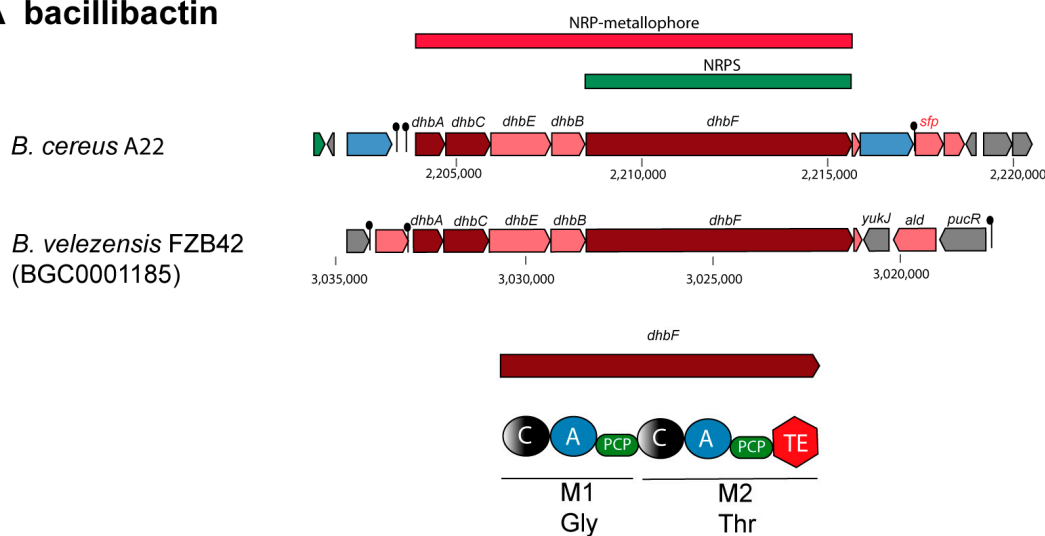 bacillibactin
NRP-metallophore
NRPS
dhbA dhbC dhbE dhbB dhbF sfp
B. cereus A22
2,205,000 2,210,000 2,215,000 2,220,000
dhbA dhbC dhbE dhbB dhbF yukJ ald pucR
B. velezensis FZB42
(BGC0001185)
3,035,000 3,030,000 3,025,000 3,020,000
dhbF
C A PCP C A PCP TE
M1 M2
Gly Thr